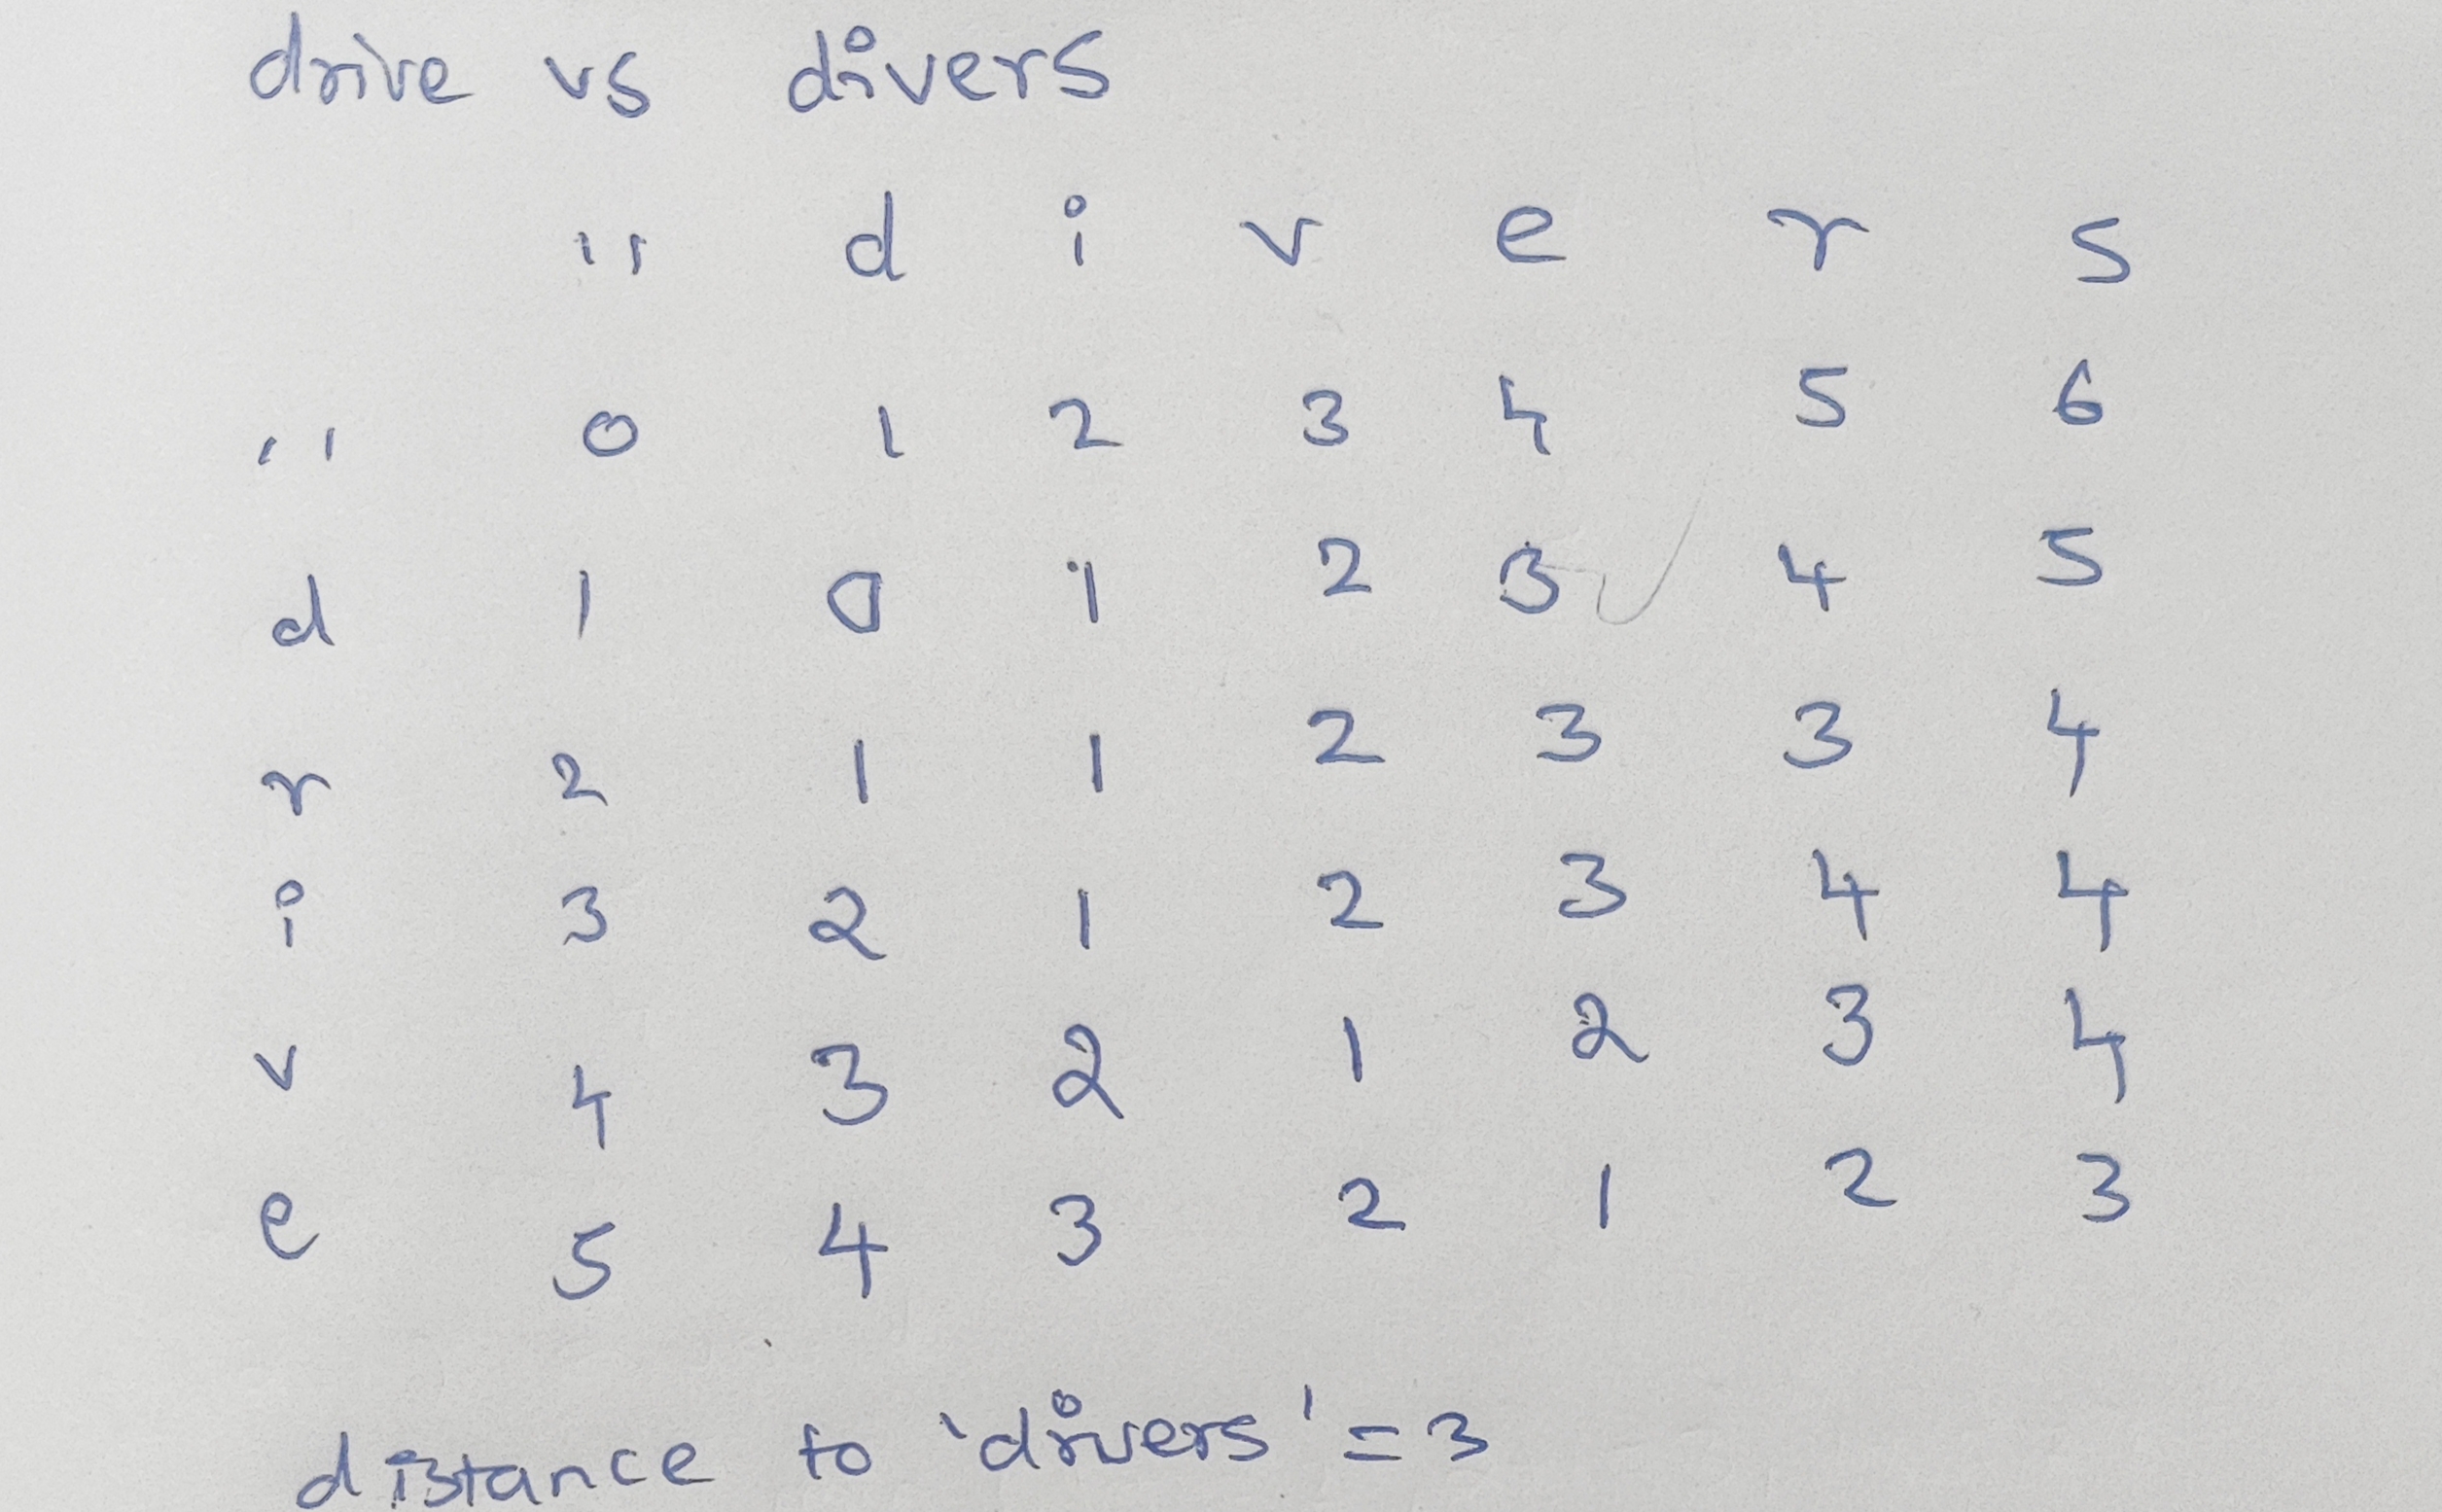 drive vs divers
" d i v e r s
" 0 1 2 3 4 5 6
d 1 0 1 2 3 4 5
r 2 1 1 2 3 3 4
i 3 2 1 2 3 4 4
v 4 3 2 1 2 3 4
e 5 4 3 2 1 2 3
distance to 'divers' = 3